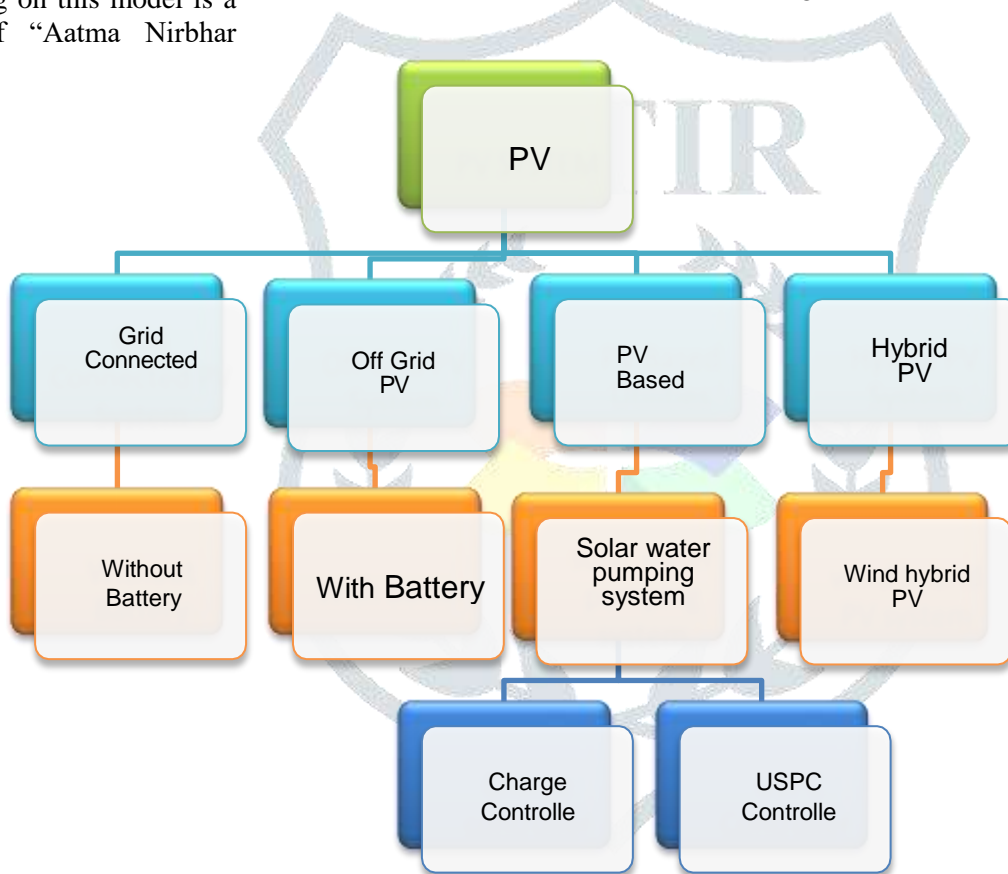 g on this model is a
f “Aatma Nirbhar
TIR
PV
Grid
Connected
Off Grid
PV
PV
Based
Hybrid
PV
Without
Battery
With Battery
Solar water
pumping
system
Wind hybrid
PV
Charge
Controlle
USPC
Controlle